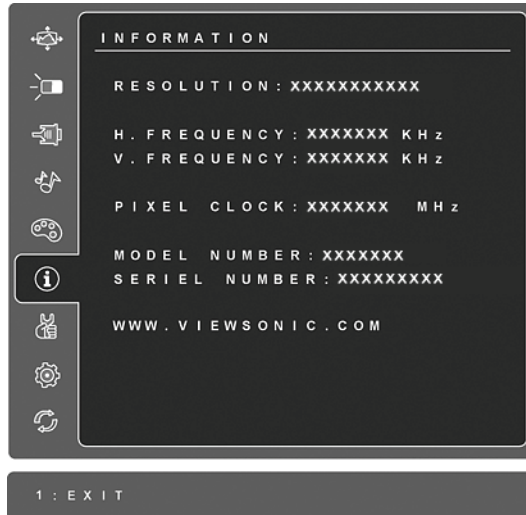 INFORMATION
RESOLUTION: XXXXXXXXXXX
H. FREQUENCY: XXXXXXX KHz
V. FREQUENCY: XXXXXXX KHz
PIXEL CLOCK: XXXXXXX MHz
MODEL NUMBER: XXXXXXX
SERIEL NUMBER: XXXXXXXXX
WWW.VIEWSONIC.COM
1:EXIT